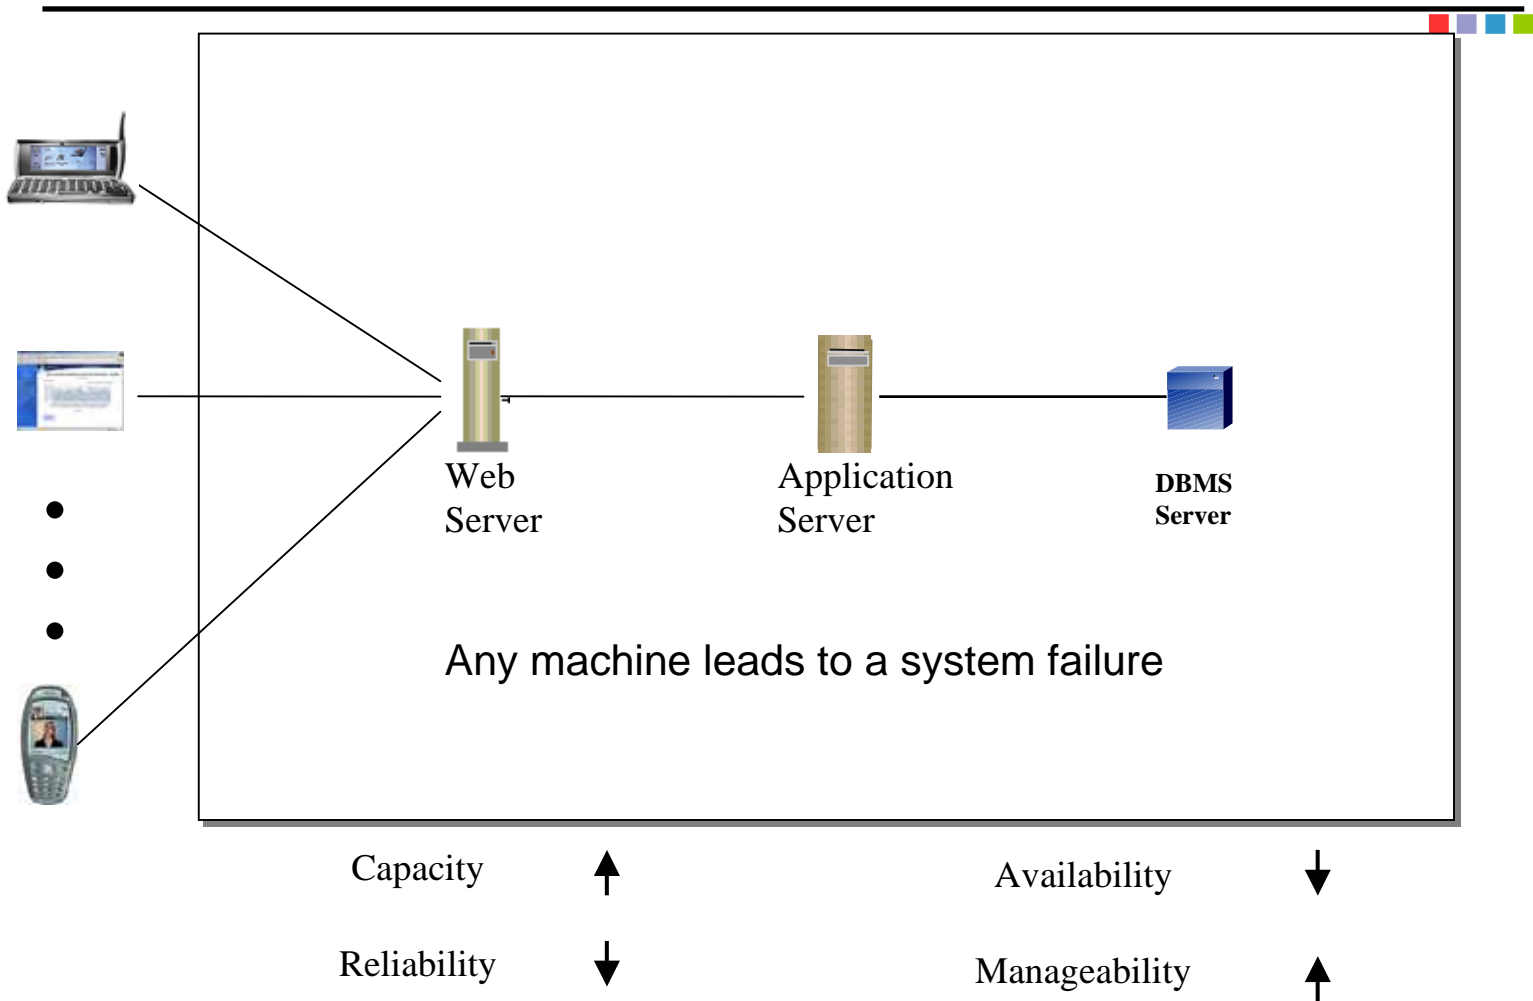 Web
Server
Application
Server
DBMS
Server
Any machine leads to a system failure
Capacity
Availability
Reliability
Manageability